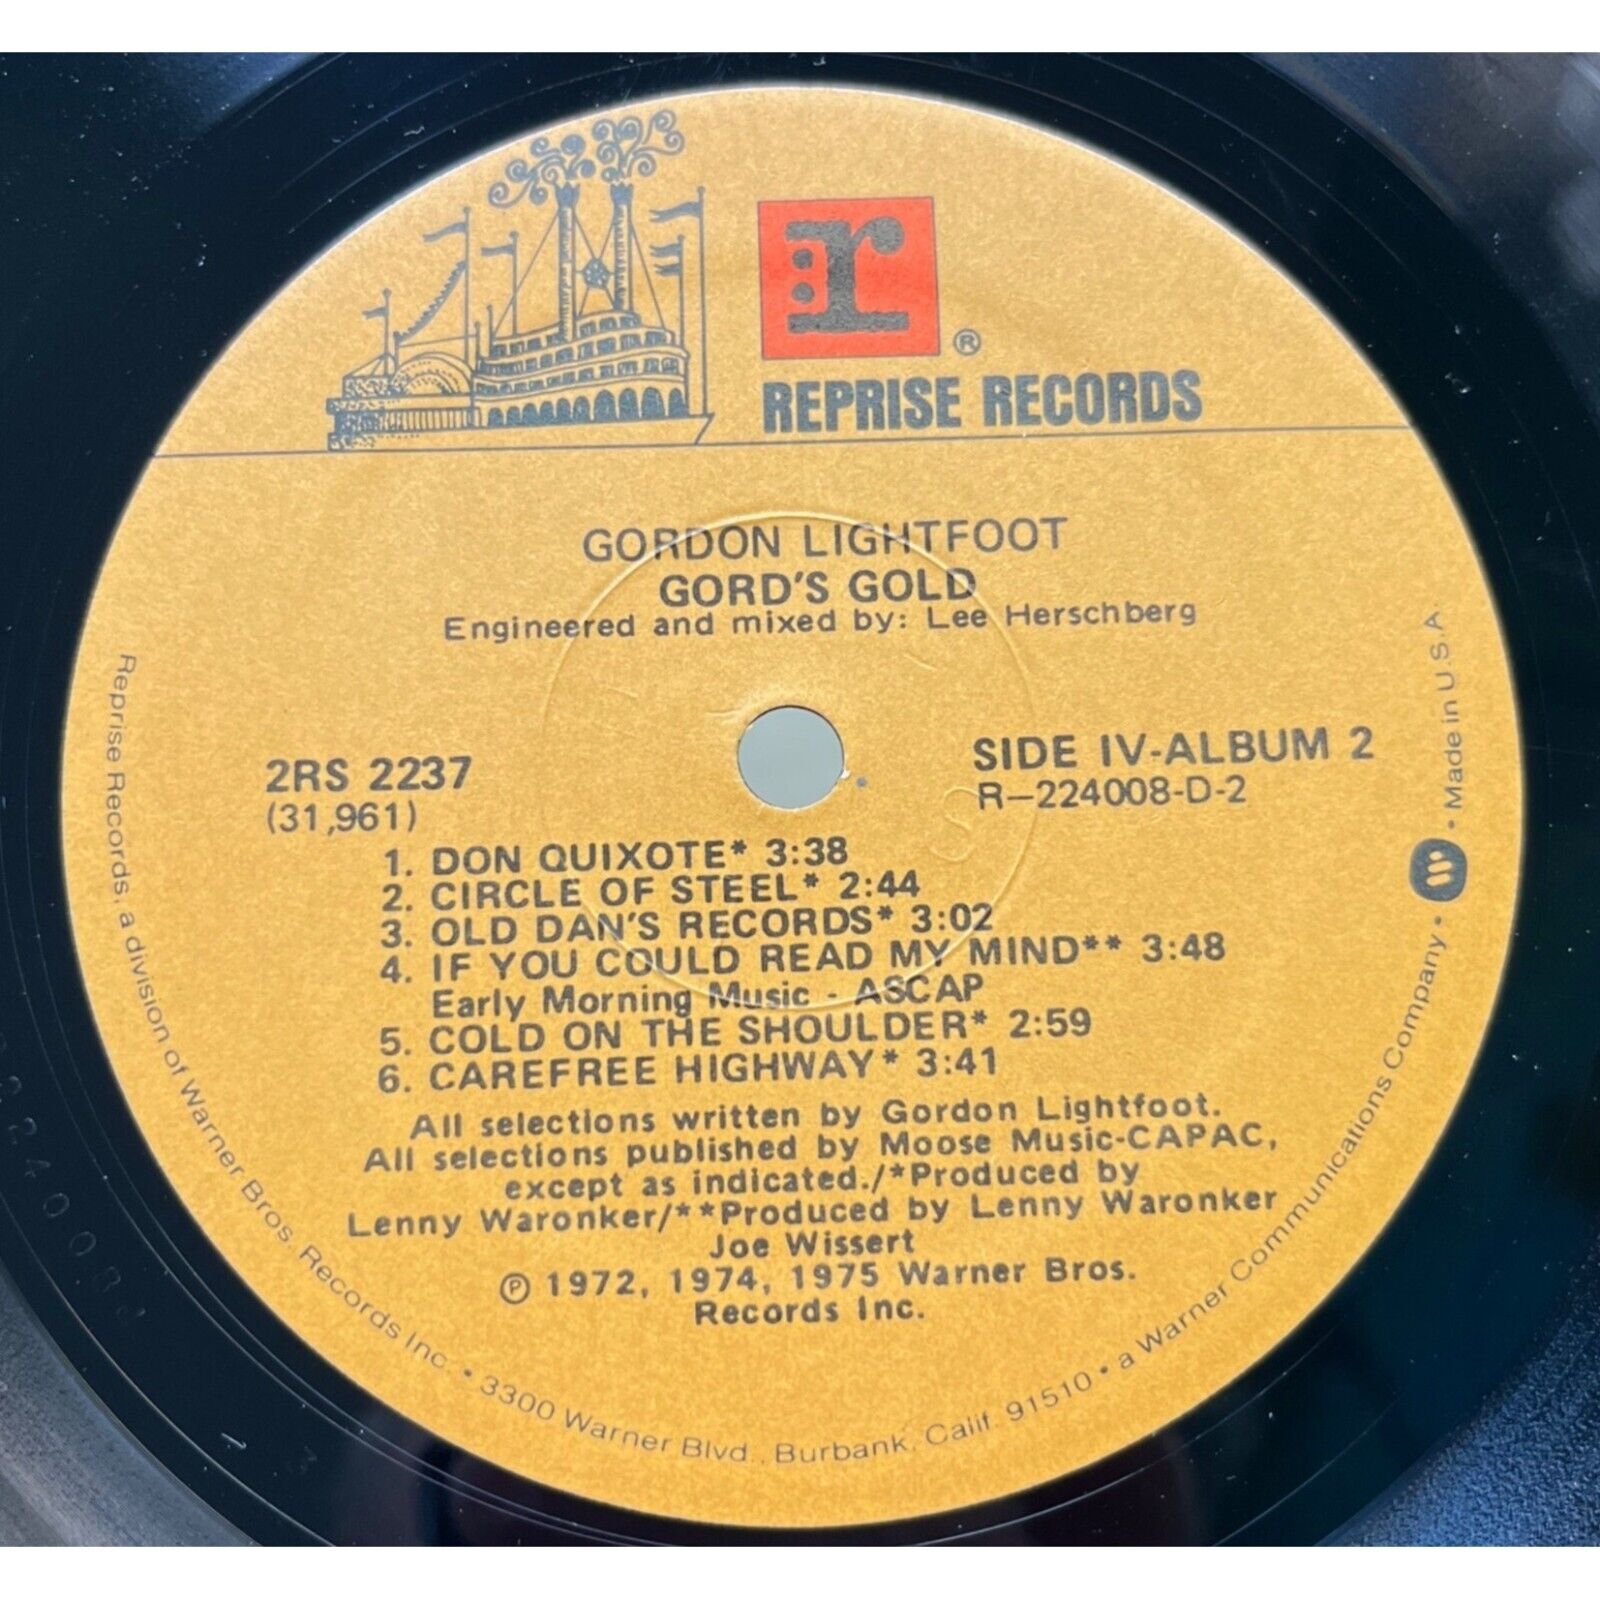 r
®
REPRISE RECORDS
GORDON LIGHTFOOT
GORD'S GOLD
Engineered and mixed by: Lee Herschberg
2RS 2237
(31,961)
SIDE IV-ALBUM 2
R-224008-D-2
1. DON QUIXOTE* 3:38
2. CIRCLE OF STEEL* 2:44
3. OLD DAN'S RECORDS* 3:02
4. IF YOU COULD READ MY MIND** 3:48
Early Morning Music - ASCAP
5. COLD ON THE SHOULDER* 2:59
6. CAREFREE HIGHWAY* 3:41
All selections written by Gordon Lightfoot.
All selections published by Moose Music-CAPAC,
except as indicated./*Produced by
Lenny Waronker/**Produced by Lenny Waronker
Joe Wissert
℗ 1972, 1974, 1975 Warner Bros.
Records Inc.
Reprise Records, a division of Warner Bros. Records Inc. • 3300 Warner Blvd., Burbank, Calif. 91510 • a Warner Communications Company • W • Made in U.S.A